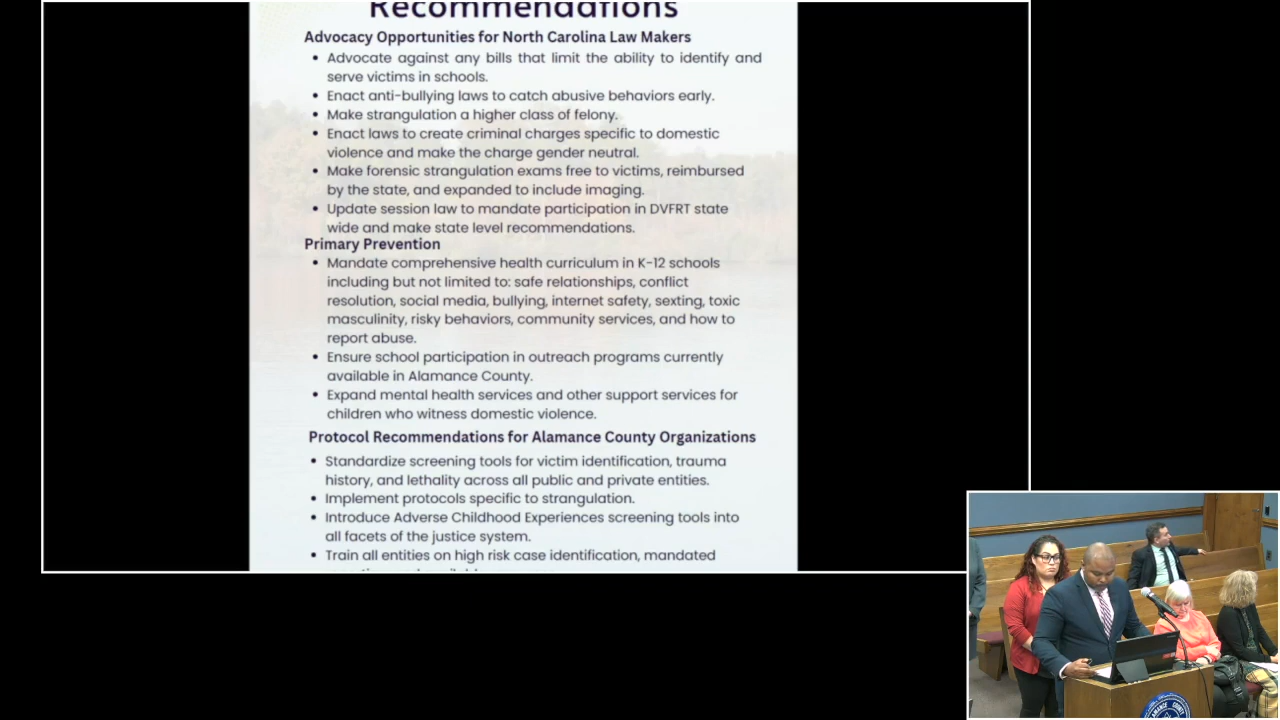 Recommendations
Advocacy Opportunities for North Carolina Law Makers
• Advocate against any bills that limit the ability to identify and
serve victims in schools.
• Enact anti-bullying laws to catch abusive behaviors early.
• Make strangulation a higher class of felony.
• Enact laws to create criminal charges specific to domestic
violence and make the charge gender neutral.
• Make forensic strangulation exams free to victims, reimbursed
by the state, and expanded to include imaging.
• Update session law to mandate participation in DVFRT state
wide and make state level recommendations.
Primary Prevention
• Mandate comprehensive health curriculum in K-12 schools
including but not limited to: safe relationships, conflict
resolution, social media, bullying, internet safety, sexting, toxic
masculinity, risky behaviors, community services, and how to
report abuse.
• Ensure school participation in outreach programs currently
available in Alamance County.
• Expand mental health services and other support services for
children who witness domestic violence.
Protocol Recommendations for Alamance County Organizations
• Standardize screening tools for victim identification, trauma
history, and lethality across all public and private entities.
• Implement protocols specific to strangulation.
• Introduce Adverse Childhood Experiences screening tools into
all facets of the justice system.
• Train all entities on high risk case identification, mandated
ALAMANCE COUNTY